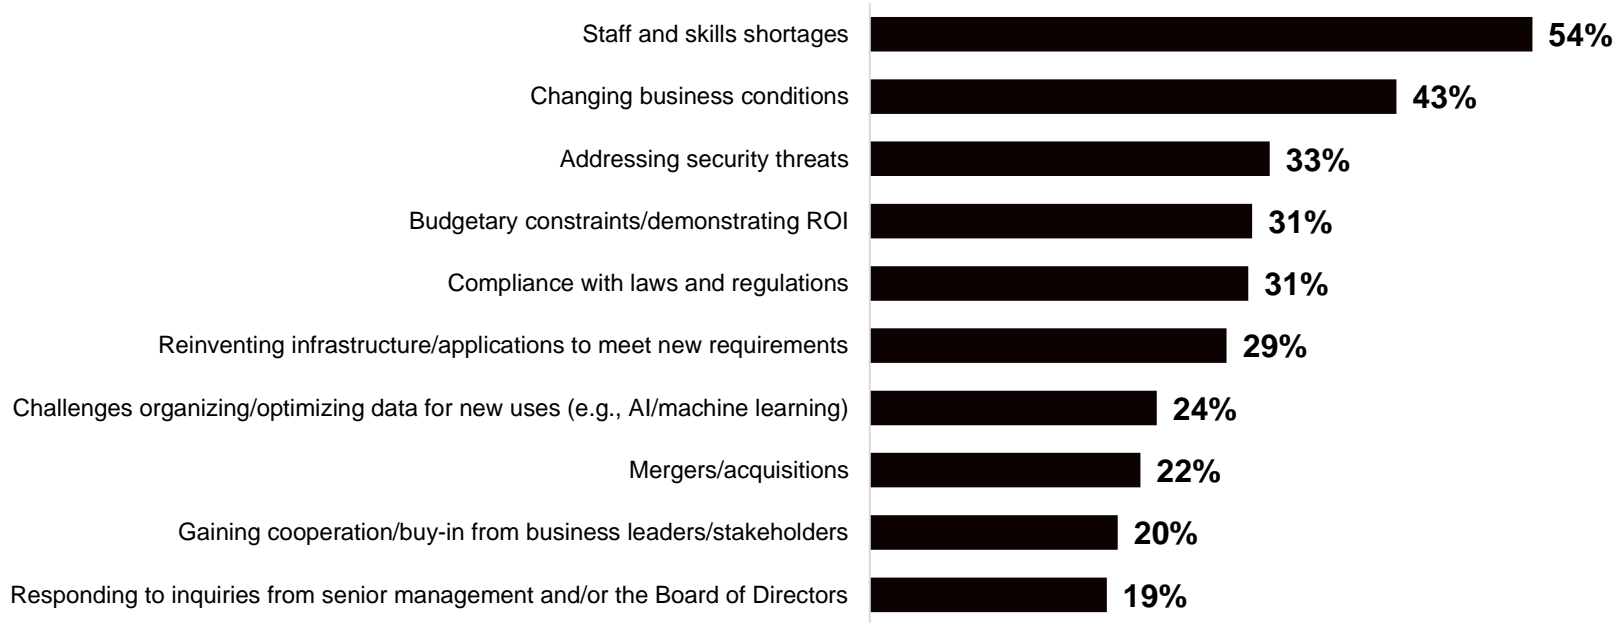 Staff and skills shortages 54%
Changing business conditions 43%
Addressing security threats 33%
Budgetary constraints/demonstrating ROI 31%
Compliance with laws and regulations 31%
Reinventing infrastructure/applications to meet new requirements 29%
Challenges organizing/optimizing data for new uses (e.g., AI/machine learning) 24%
Mergers/acquisitions 22%
Gaining cooperation/buy-in from business leaders/stakeholders 20%
Responding to inquiries from senior management and/or the Board of Directors 19%